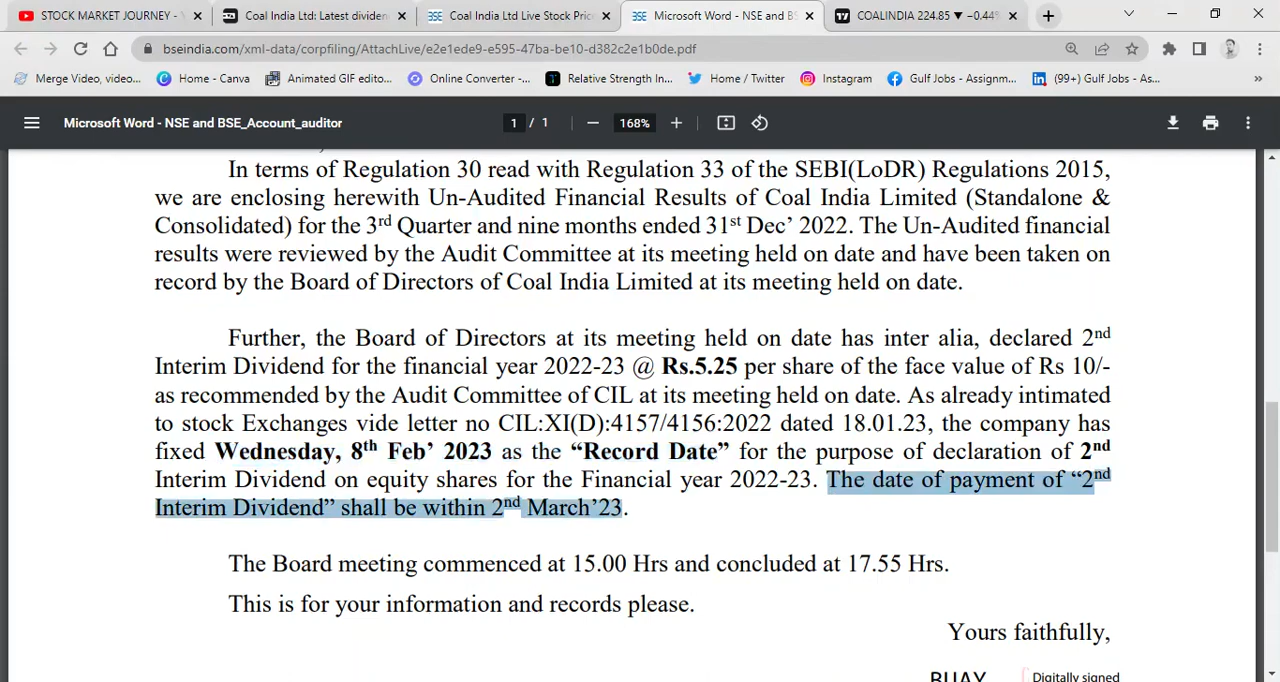 STOCK MARKET JOURNEY -
Coal India Ltd: Latest dividen
Coal India Ltd Live Stock Price
Microsoft Word - NSE and BS
COALINDIA 224.85 ▼ −0.44%
bseindia.com/xml-data/corpfiling/AttachLive/e2e1ede9-e595-47ba-be10-d382c2e1b0de.pdf
Merge Video, video...
Home - Canva
Animated GIF edito...
Online Converter -...
Relative Strength In...
Home / Twitter
Instagram
Gulf Jobs - Assignm...
(99+) Gulf Jobs - As...
Microsoft Word - NSE and BSE_Account_auditor
1 / 1
168%
In terms of Regulation 30 read with Regulation 33 of the SEBI(LoDR) Regulations 2015,
we are enclosing herewith Un-Audited Financial Results of Coal India Limited (Standalone &
Consolidated) for the 3rd Quarter and nine months ended 31st Dec’ 2022. The Un-Audited financial
results were reviewed by the Audit Committee at its meeting held on date and have been taken on
record by the Board of Directors of Coal India Limited at its meeting held on date.
Further, the Board of Directors at its meeting held on date has inter alia, declared 2nd
Interim Dividend for the financial year 2022-23 @ Rs.5.25 per share of the face value of Rs 10/-
as recommended by the Audit Committee of CIL at its meeting held on date. As already intimated
to stock Exchanges vide letter no CIL:XI(D):4157/4156:2022 dated 18.01.23, the company has
fixed Wednesday, 8th Feb’ 2023 as the “Record Date” for the purpose of declaration of 2nd
Interim Dividend on equity shares for the Financial year 2022-23. The date of payment of “2nd
Interim Dividend” shall be within 2nd March’23.
The Board meeting commenced at 15.00 Hrs and concluded at 17.55 Hrs.
This is for your information and records please.
Yours faithfully,
Digitally signed